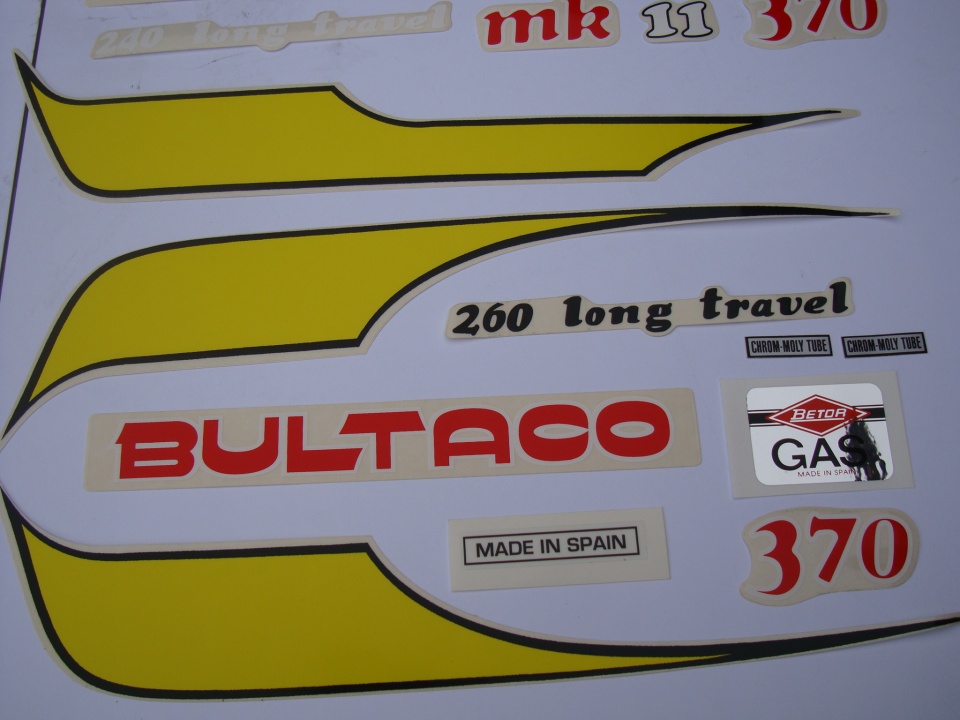 240 long travel
mk 11 370
260 long travel
CHROM-MOLY TUBE CHROM-MOLY TUBE
BULTACO
BETOR
GAS
MADE IN SPAIN
MADE IN SPAIN
370